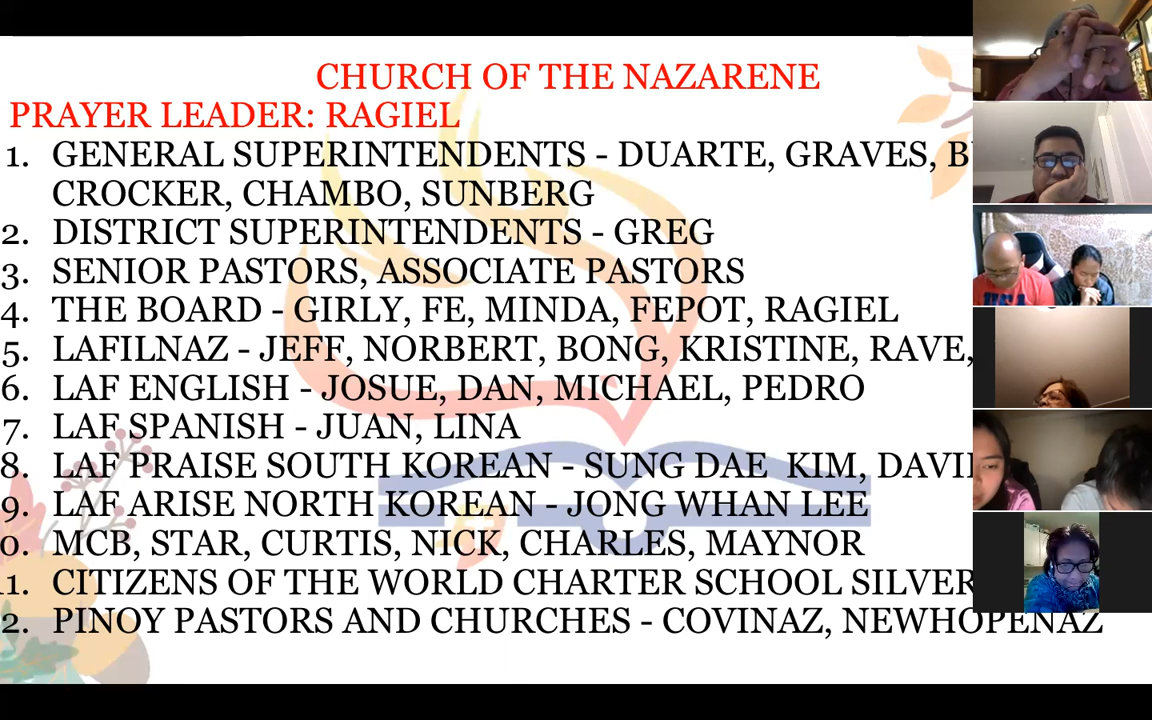 CHURCH OF THE NAZARENE
PRAYER LEADER: RAGIEL
1. GENERAL SUPERINTENDENTS - DUARTE, GRAVES,
CROCKER, CHAMBO, SUNBERG
2. DISTRICT SUPERINTENDENTS - GREG
3. SENIOR PASTORS, ASSOCIATE PASTORS
4. THE BOARD - GIRLY, FE, MINDA, FEPOT, RAGIEL
5. LAFILNAZ - JEFF, NORBERT, BONG, KRISTINE, RAVE,
6. LAF ENGLISH - JOSUE, DAN, MICHAEL, PEDRO
7. LAF SPANISH - JUAN, LINA
8. LAF PRAISE SOUTH KOREAN - SUNG DAE KIM,
9. LAF ARISE NORTH KOREAN - JONG WHAN LEE
0. MCB, STAR, CURTIS, NICK, CHARLES, MAYNOR
1. CITIZENS OF THE WORLD CHARTER SCHOOL SILVER
2. PINOY PASTORS AND CHURCHES - COVINAZ, NEWHOPENAZ